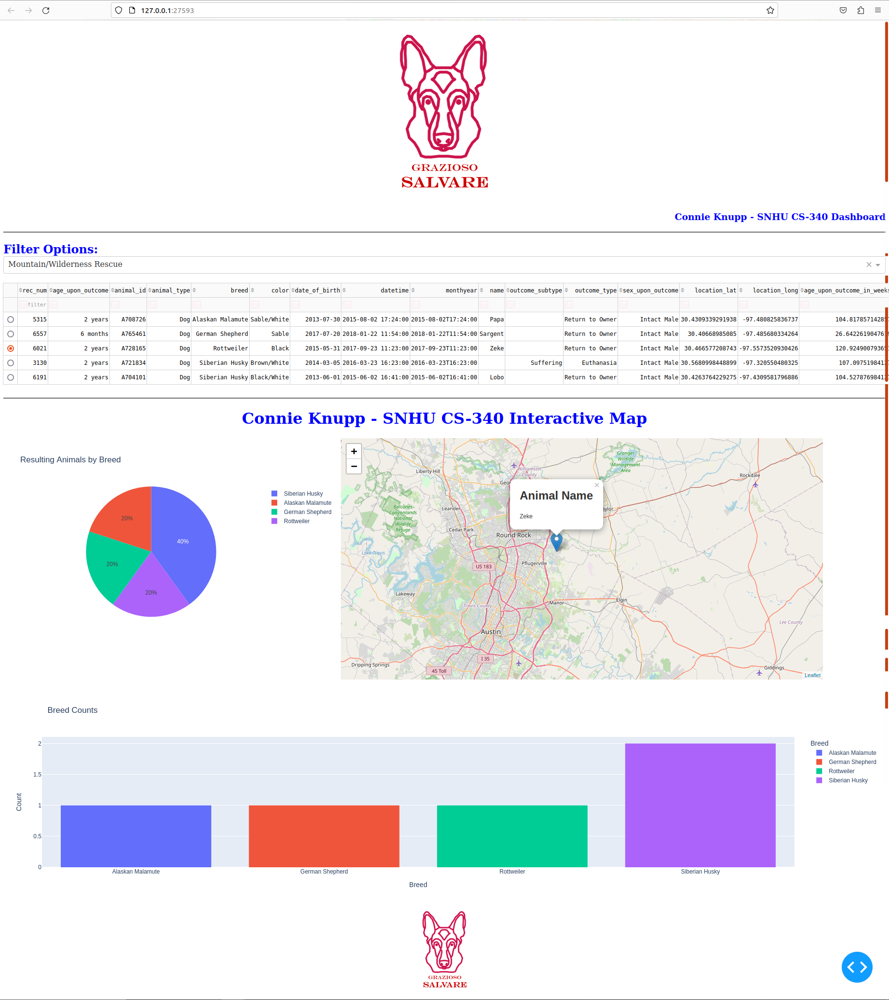 127.0.0.1:27593
GRAZIOSO
SALVARE
Connie Knupp - SNHU CS-340 Dashboard
Filter Options:
Mountain/Wilderness Rescue
rec_num age_upon_outcome animal_id animal_type breed color date_of_birth datetime monthyear name outcome_subtype outcome_type sex_upon_outcome location_lat location_long age_upon_outcome_in_weeks
filter
5315 2 years A708726 Dog Alaskan Malamute Sable/White 2013-07-30 2015-08-02 17:24:00 2015-08-02T17:24:00 Papa Return to Owner Intact Male 30.4309339291938 -97.480825836737 104.817857142857
6557 6 months A765461 Dog German Shepherd Sable 2017-07-20 2018-01-22 11:54:00 2018-01-22T11:54:00 Sargent Return to Owner Intact Male 30.40668985085 -97.485680334264
6021 2 years A728165 Dog Rottweiler Black 2015-05-31 2017-09-23 11:23:00 2017-09-23T11:23:00 Zeke Return to Owner Intact Male 30.466577208743 -97.5573520930426
3130 2 years A721834 Dog Siberian Husky Brown/White 2014-03-05 2016-03-23 16:23:00 2016-03-23T16:23:00 Suffering Euthanasia Intact Male 30.5680998448899 -97.320550480325
6191 2 years A704101 Dog Siberian Husky Black/White 2013-06-01 2015-06-02 16:41:00 2015-06-02T16:41:00 Lobo Return to Owner Intact Male 30.4263764229275 -97.4309581796886
Connie Knupp - SNHU CS-340 Interactive Map
Resulting Animals by Breed
Siberian Husky
Alaskan Malamute
German Shepherd
Rottweiler
20%
40%
20%
20%
+
−
Granger
Wildlife
Management
Area
Williamson
County
Liberty Hill
Rockdale
Animal Name
Zeke
Balcones
Canyonlands
National
Wildlife
Refuge
Leander
Cedar Park
Round Rock
Lake Travis
Pflugerville
US 183
Lakeway
Travis County
Manor
Elgin
Lee County
Austin
I 35
Dripping Springs
45 Toll
Giddings
Leaflet
Breed Counts
2
1.5
1
0.5
0
Count
Alaskan Malamute
German Shepherd
Rottweiler
Siberian Husky
Breed
Breed
Alaskan Malamute
German Shepherd
Rottweiler
Siberian Husky
GRAZIOSO
SALVARE